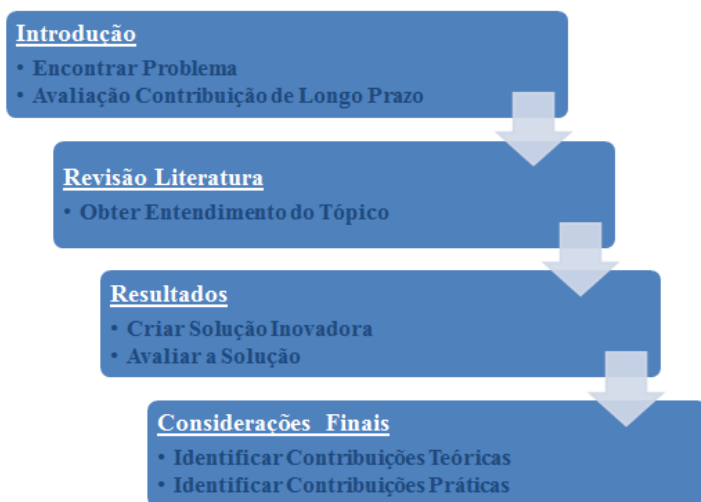 Introdução
• Encontrar Problema
• Avaliação Contribuição de Longo Prazo
Revisão Literatura
• Obter Entendimento do Tópico
Resultados
• Criar Solução Inovadora
• Avaliar a Solução
Considerações Finais
• Identificar Contribuições Teóricas
• Identificar Contribuições Práticas